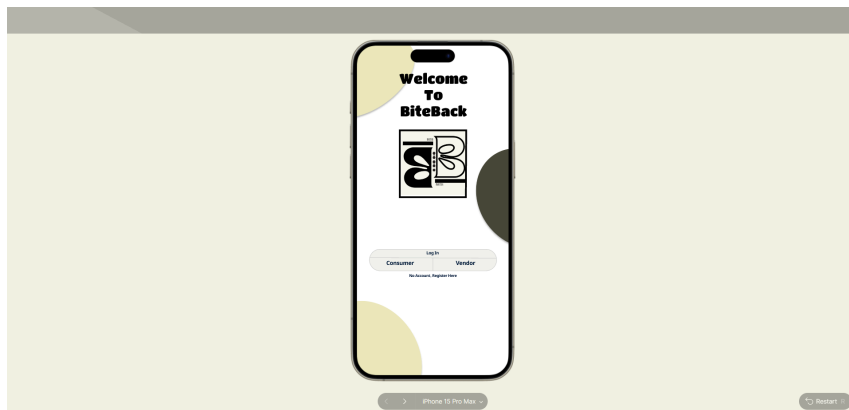 Welcome
To
BiteBack
Log In
Consumer Vendor
No Account, Register Here
iPhone 15 Pro Max
Restart R